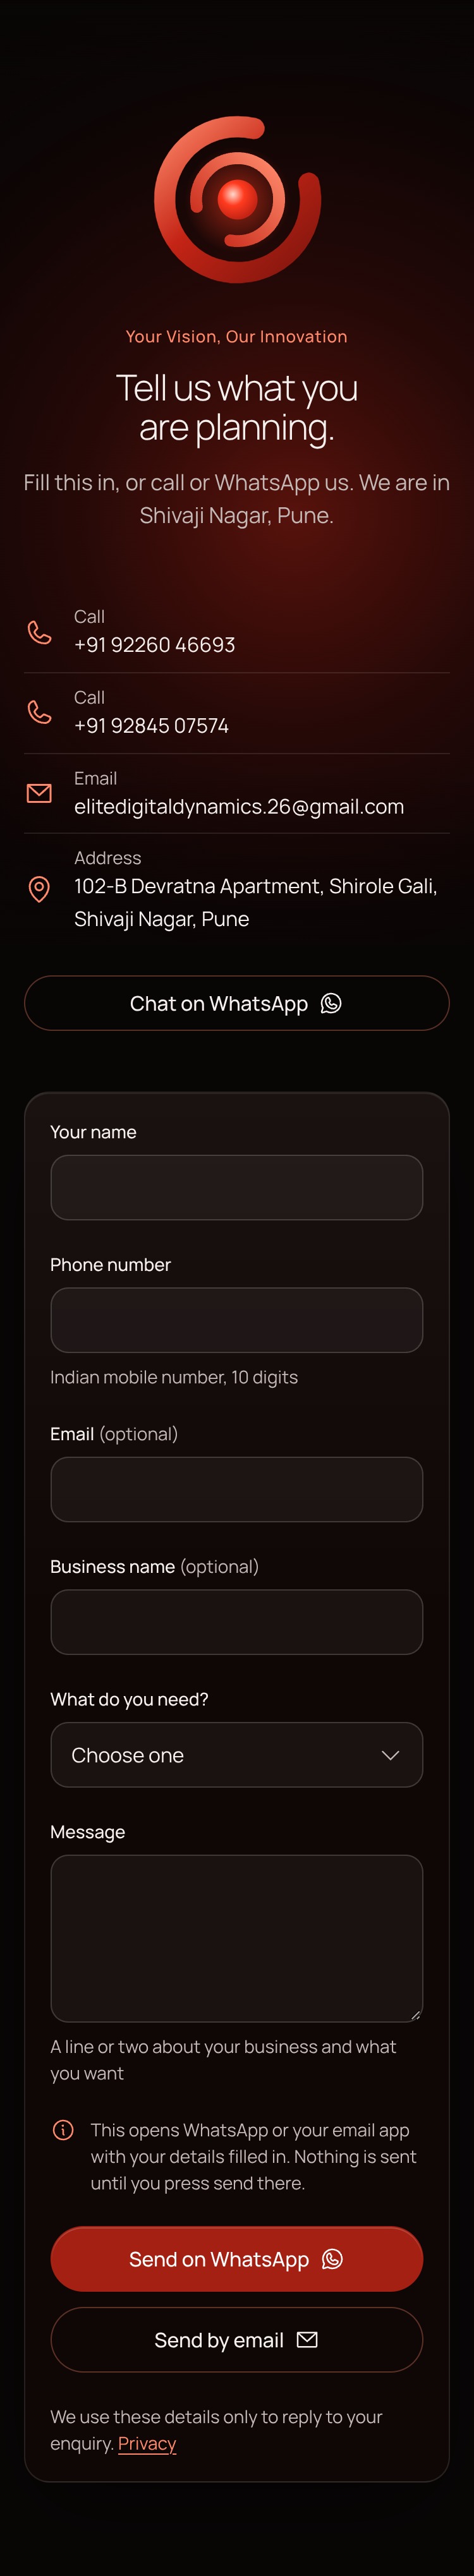 Your Vision, Our Innovation
Tell us what you
are planning.
Fill this in, or call or WhatsApp us. We are in
Shivaji Nagar, Pune.
Call
+91 92260 46693
Call
+91 92845 07574
Email
elitedigitaldynamics.26@gmail.com
Address
102-B Devratna Apartment, Shirole Gali,
Shivaji Nagar, Pune
Chat on WhatsApp
Your name
Phone number
Indian mobile number, 10 digits
Email (optional)
Business name (optional)
What do you need?
Choose one
Message
A line or two about your business and what
you want
This opens WhatsApp or your email app
with your details filled in. Nothing is sent
until you press send there.
Send on WhatsApp
Send by email
We use these details only to reply to your
enquiry. Privacy